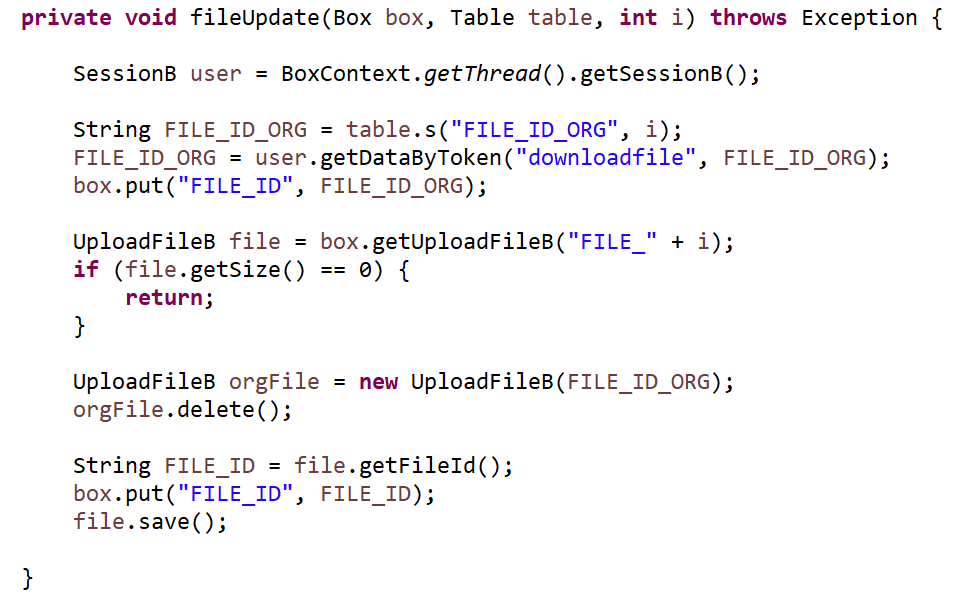 private void fileUpdate(Box box, Table table, int i) throws Exception {
SessionB user = BoxContext.getThread().getSessionB();
String FILE_ID_ORG = table.s("FILE_ID_ORG", i);
FILE_ID_ORG = user.getDataByToken("downloadfile", FILE_ID_ORG);
box.put("FILE_ID", FILE_ID_ORG);
UploadFileB file = box.getUploadFileB("FILE_" + i);
if (file.getSize() == 0) {
return;
}
UploadFileB orgFile = new UploadFileB(FILE_ID_ORG);
orgFile.delete();
String FILE_ID = file.getFileId();
box.put("FILE_ID", FILE_ID);
file.save();
}